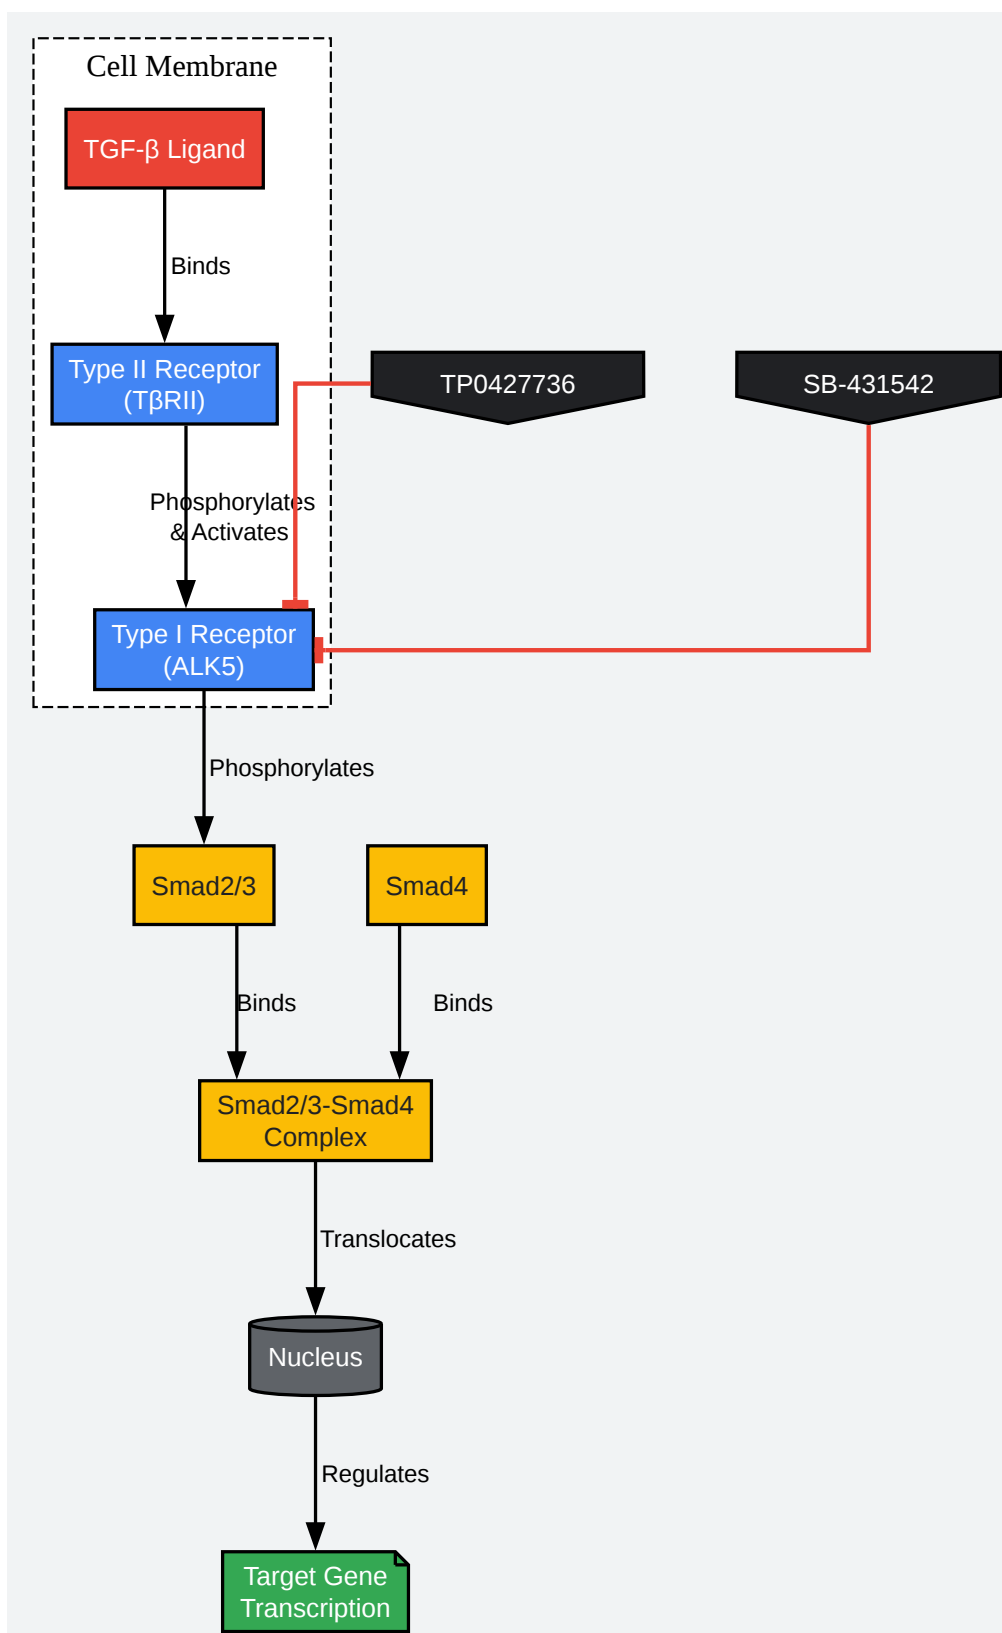 Cell Membrane
TGF-β Ligand
Binds
Type II Receptor
(TβRII)
TP0427736
SB-431542
Phosphorylates
& Activates
Type I Receptor
(ALK5)
Phosphorylates
Smad2/3
Smad4
Binds
Binds
Smad2/3-Smad4
Complex
Translocates
Nucleus
Regulates
Target Gene
Transcription